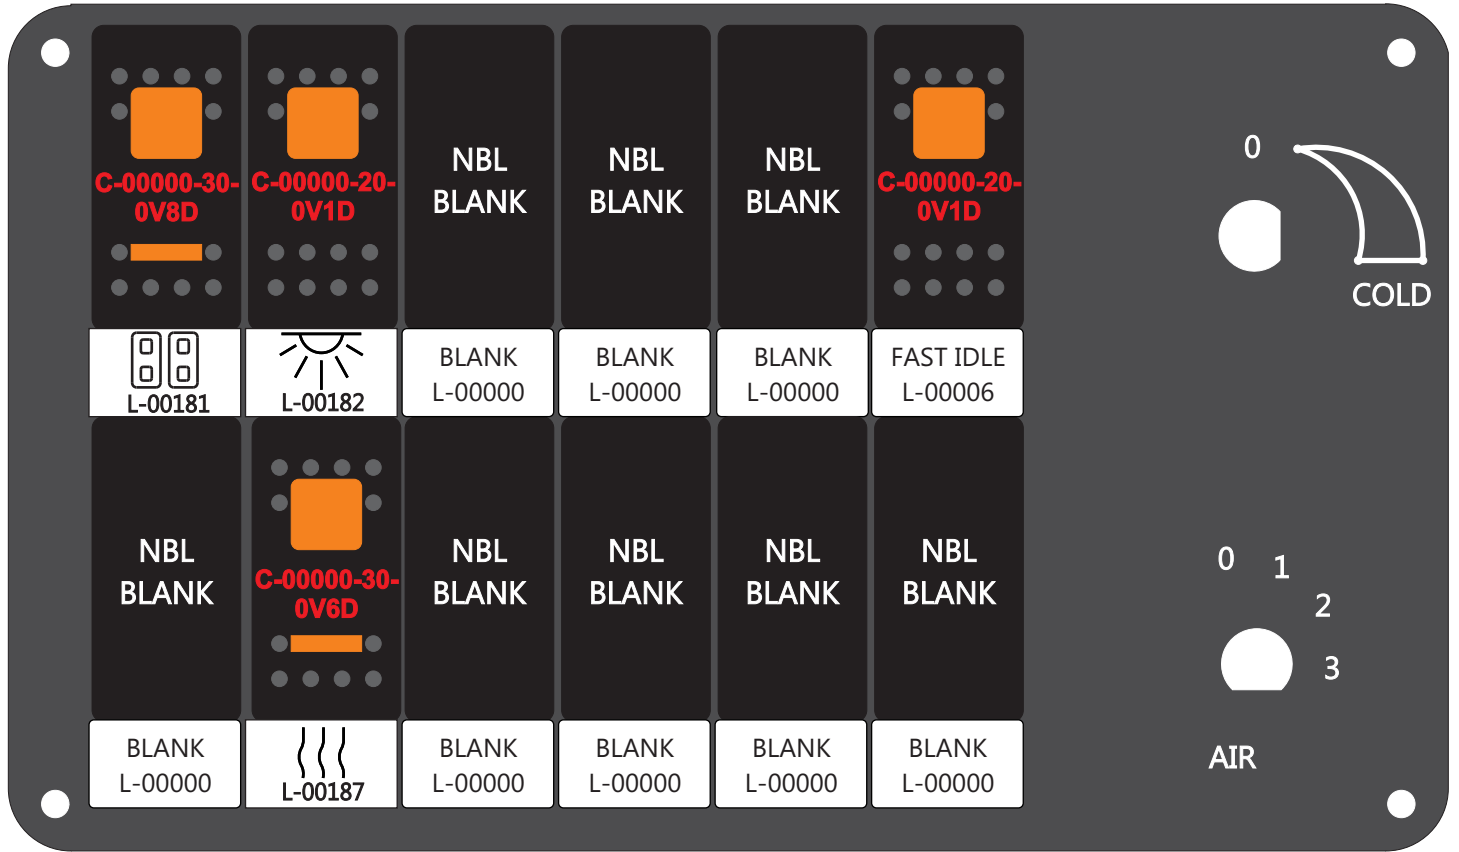 C-00000-30-
0V8D
C-00000-20-
0V1D
NBL
BLANK
NBL
BLANK
NBL
BLANK
C-00000-20-
0V1D
0
COLD
L-00181
L-00182
BLANK
L-00000
BLANK
L-00000
BLANK
L-00000
FAST IDLE
L-00006
NBL
BLANK
C-00000-30-
0V6D
NBL
BLANK
NBL
BLANK
NBL
BLANK
NBL
BLANK
0
1
2
3
AIR
BLANK
L-00000
L-00187
BLANK
L-00000
BLANK
L-00000
BLANK
L-00000
BLANK
L-00000